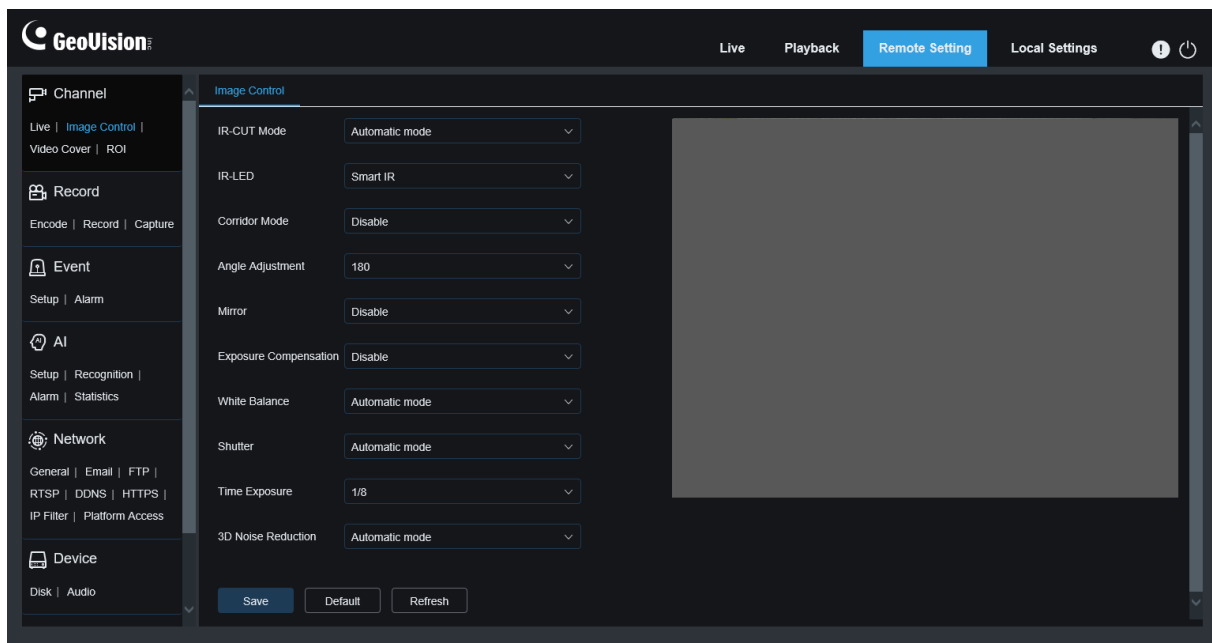 GeoVision Inc
Live Playback Remote Setting Local Settings !
Channel
Live | Image Control |
Video Cover | ROI
Record
Encode | Record | Capture
Event
Setup | Alarm
AI AI
Setup | Recognition |
Alarm | Statistics
Network
General | Email | FTP |
RTSP | DDNS | HTTPS |
IP Filter | Platform Access
Device
Disk | Audio
Image Control
IR-CUT Mode Automatic mode
IR-LED Smart IR
Corridor Mode Disable
Angle Adjustment 180
Mirror Disable
Exposure Compensation Disable
White Balance Automatic mode
Shutter Automatic mode
Time Exposure 1/8
3D Noise Reduction Automatic mode
Save Default Refresh